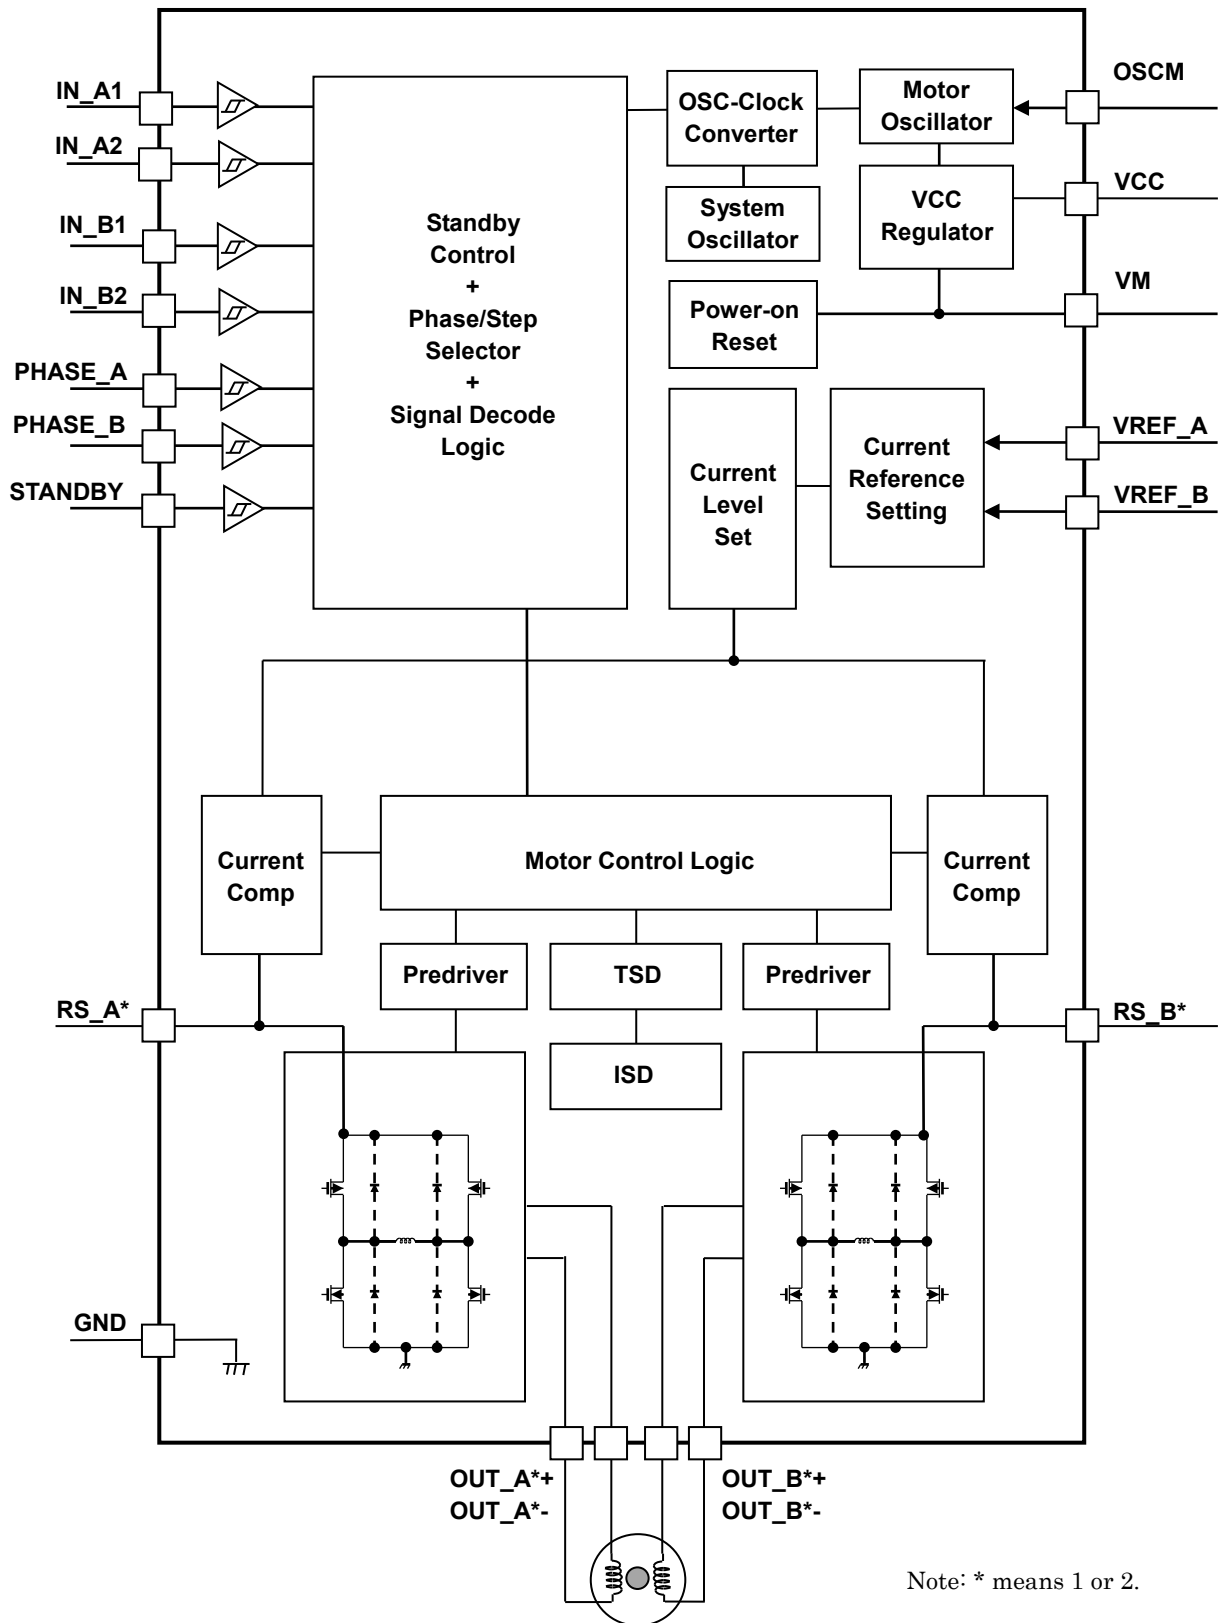 IN_A1
IN_A2
IN_B1
IN_B2
PHASE_A
PHASE_B
STANDBY
Standby
Control
+
Phase/Step
Selector
+
Signal Decode
Logic
OSC-Clock
Converter
Motor
Oscillator
OSCM
System
Oscillator
VCC
Regulator
VCC
Power-on
Reset
VM
Current
Level
Set
Current
Reference
Setting
VREF_A
VREF_B
Current
Comp
Motor Control Logic
Current
Comp
Predriver
TSD
Predriver
RS_A*
RS_B*
ISD
GND
OUT_A*+
OUT_A*-
OUT_B*+
OUT_B*-
Note: * means 1 or 2.